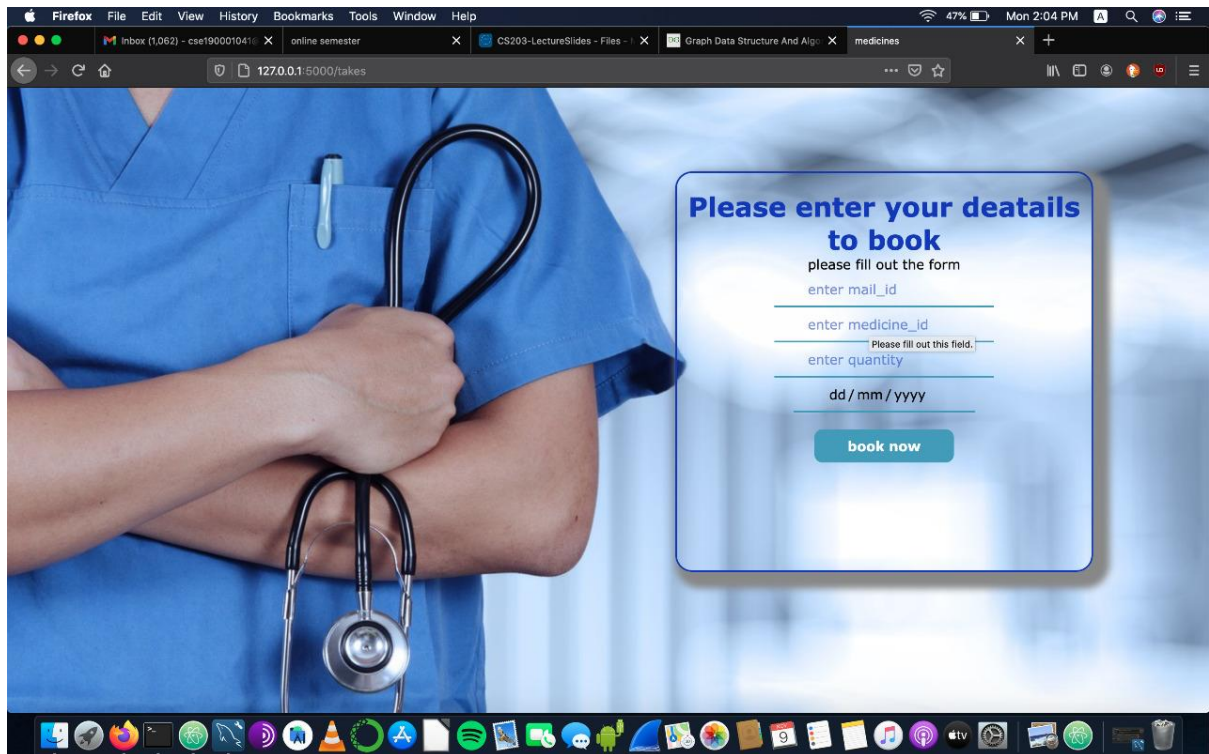 Firefox File Edit View History Bookmarks Tools Window Help 47% Mon 2:04 PM A
Inbox (1,062) - cse190001041@ online semester CS203-LectureSlides - Files - Graph Data Structure And Algo medicines
127.0.0.1:5000/takes
Please enter your deatails
to book
please fill out the form
enter mail_id
enter medicine_id
Please fill out this field.
enter quantity
dd / mm / yyyy
book now
9
tv